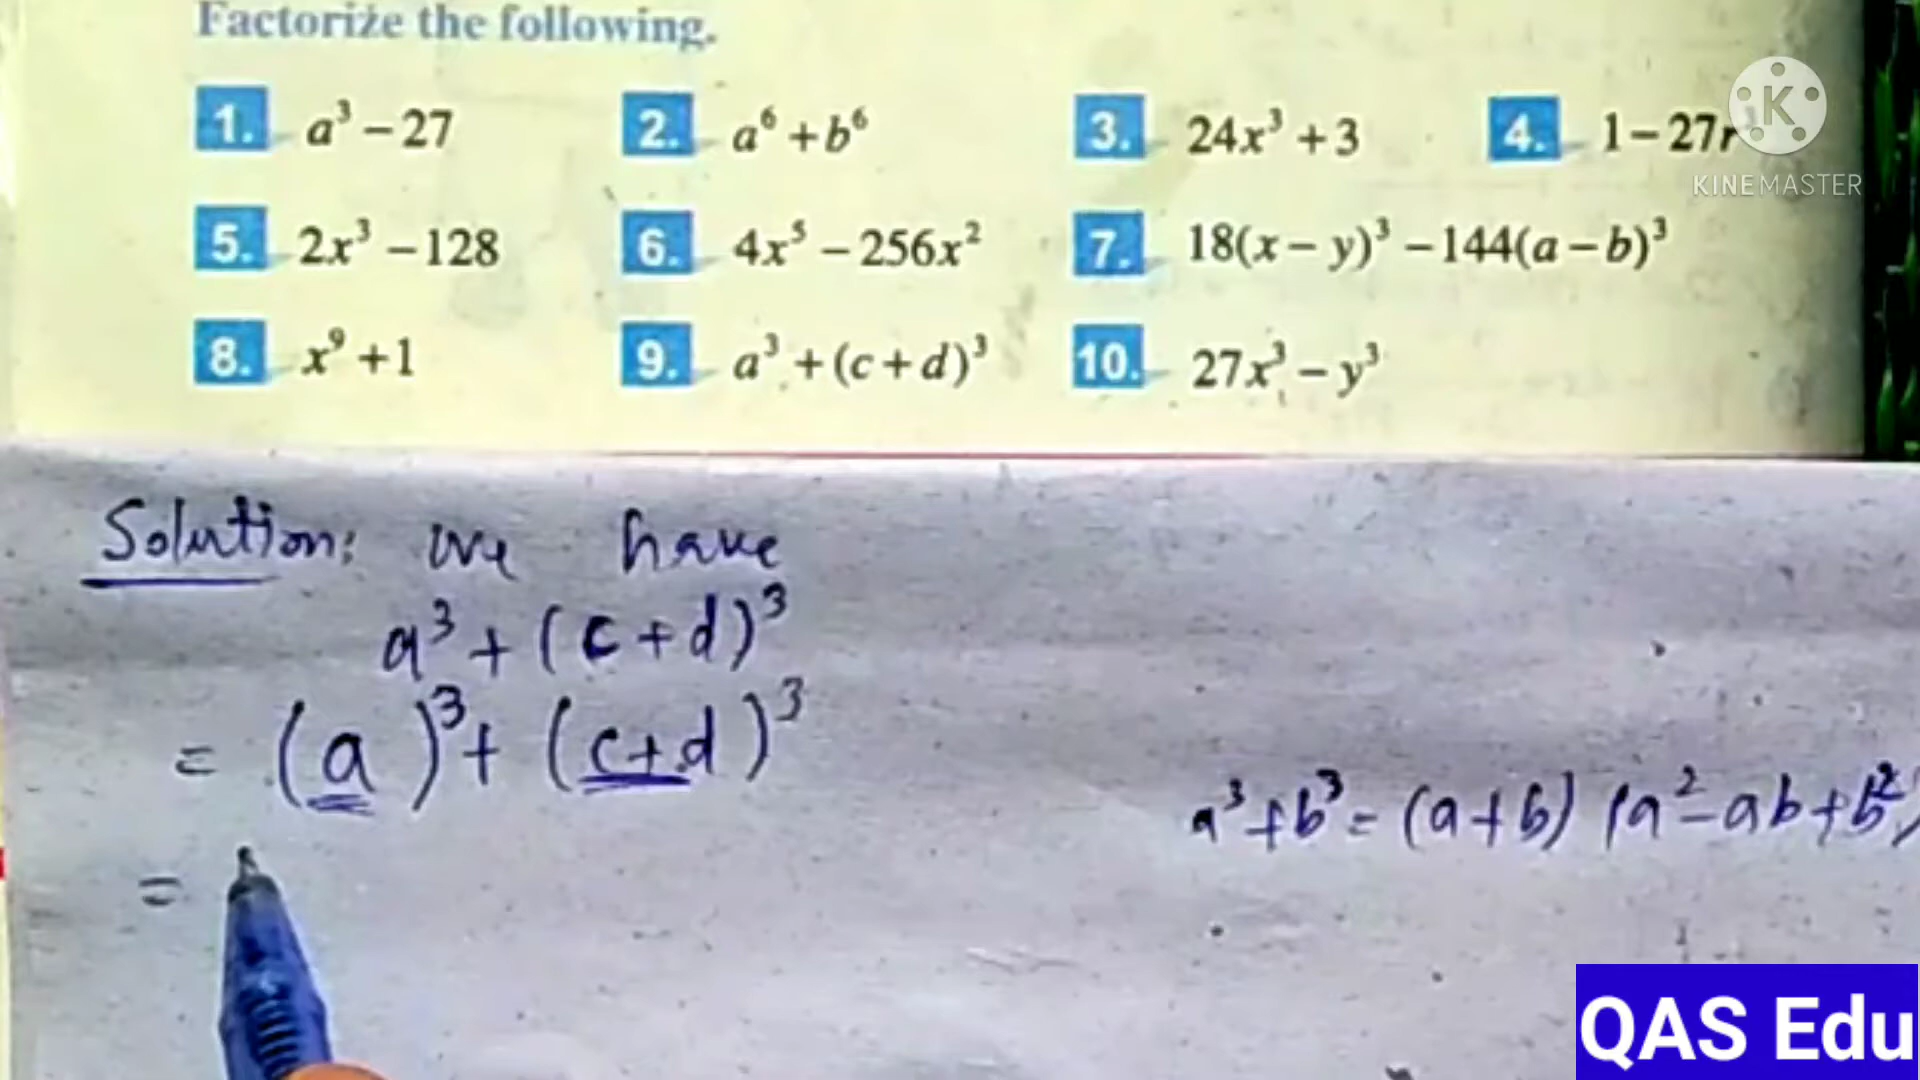 Factorize the following.
1. a³ – 27 2. a⁶ + b⁶ 3. 24x³ + 3 4. 1 – 27r
K
KINEMASTER
5. 2x³ – 128 6. 4x⁵ – 256x² 7. 18(x – y)³ – 144(a – b)³
8. x⁹ + 1 9. a³ + (c + d)³ 10. 27x³ – y³
Solution: we have
a³ + (c + d)³
= (a)³ + (c+d)³
a³ + b³ = (a + b) (a² – ab + b²)
=
QAS Edu